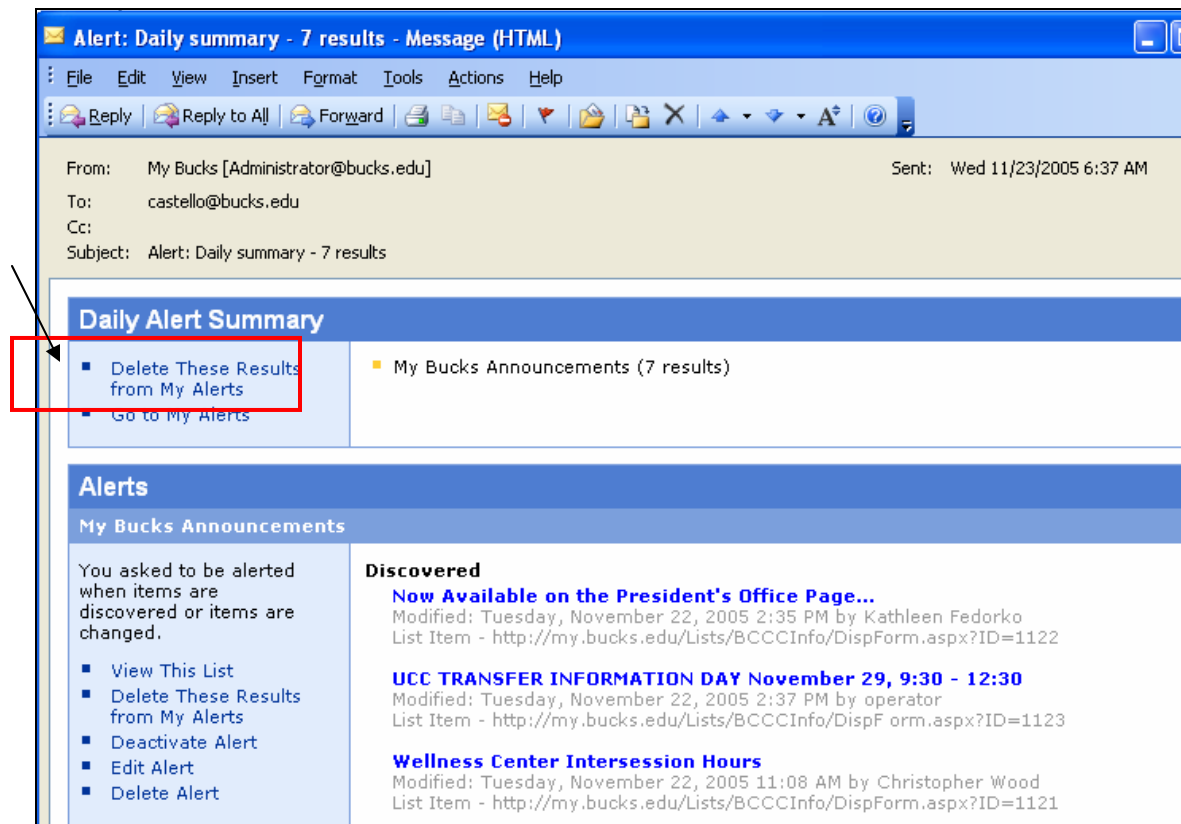 Alert: Daily summary - 7 results - Message (HTML)
File Edit View Insert Format Tools Actions Help
Reply Reply to All Forward
From: My Bucks [Administrator@bucks.edu] Sent: Wed 11/23/2005 6:37 AM
To: castello@bucks.edu
Cc:
Subject: Alert: Daily summary - 7 results
Daily Alert Summary
Delete These Results
from My Alerts
Go to My Alerts
My Bucks Announcements (7 results)
Alerts
My Bucks Announcements
You asked to be alerted
when items are
discovered or items are
changed.
View This List
Delete These Results
from My Alerts
Deactivate Alert
Edit Alert
Delete Alert
Discovered
Now Available on the President's Office Page...
Modified: Tuesday, November 22, 2005 2:35 PM by Kathleen Fedorko
List Item - http://my.bucks.edu/Lists/BCCCInfo/DispForm.aspx?ID=1122
UCC TRANSFER INFORMATION DAY November 29, 9:30 - 12:30
Modified: Tuesday, November 22, 2005 2:37 PM by operator
List Item - http://my.bucks.edu/Lists/BCCCInfo/DispF orm.aspx?ID=1123
Wellness Center Intersession Hours
Modified: Tuesday, November 22, 2005 11:08 AM by Christopher Wood
List Item - http://my.bucks.edu/Lists/BCCCInfo/DispForm.aspx?ID=1121